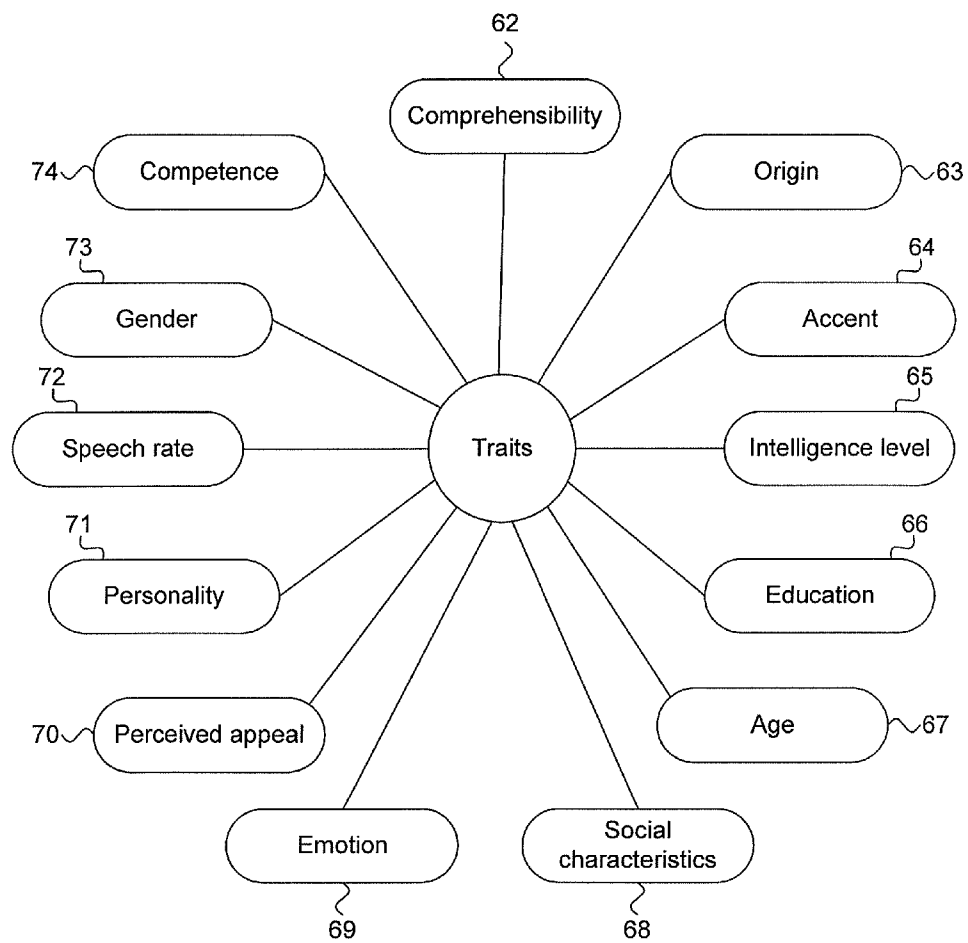 62
Comprehensibility
74
Competence
Origin
63
73
Gender
64
Accent
72
Speech rate
Traits
65
Intelligence level
71
Personality
66
Education
70
Perceived appeal
Age
67
Emotion
69
Social
characteristics
68